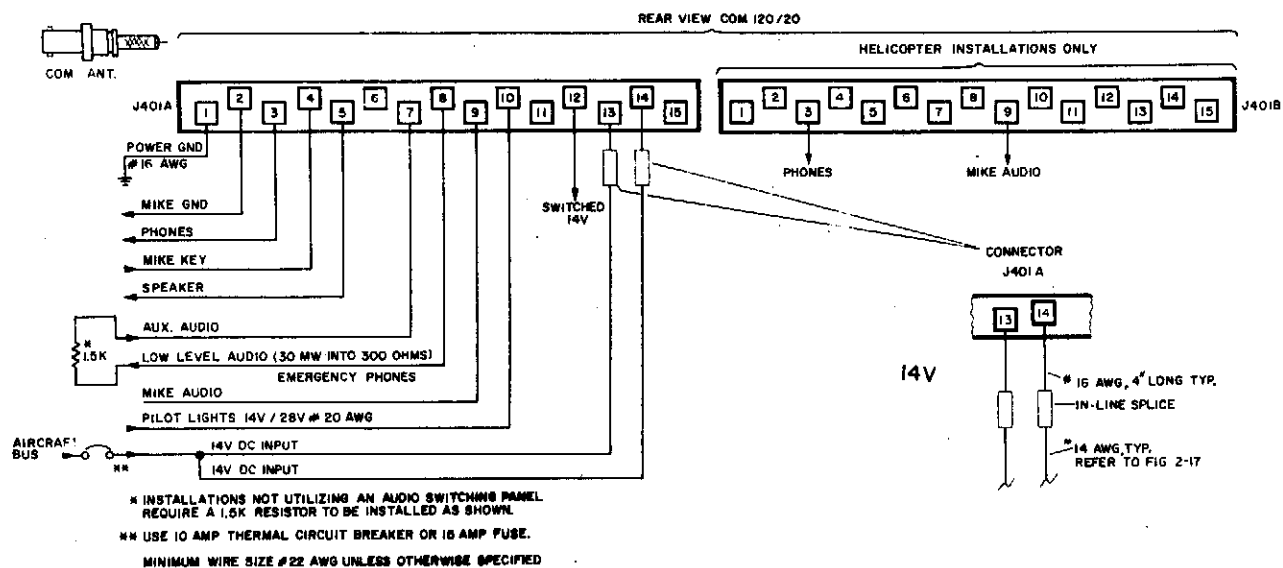 REAR VIEW COM 120/20
HELICOPTER INSTALLATIONS ONLY
COM ANT.
J401A
1 2 3 4 5 6 7 8 9 10 11 12 13 14 15
1 2 3 4 5 6 7 8 9 10 11 12 13 14 15
J401B
POWER GND
#16 AWG
PHONES
MIKE AUDIO
MIKE GND
SWITCHED
14V
PHONES
MIKE KEY
SPEAKER
CONNECTOR
J401A
13 14
AUX. AUDIO
*
1.5K
LOW LEVEL AUDIO (30 MW INTO 300 OHMS)
EMERGENCY PHONES
14V
# 16 AWG, 4" LONG TYP.
IN-LINE SPLICE
MIKE AUDIO
PILOT LIGHTS 14V / 28V # 20 AWG
AIRCRAFT
BUS
**
14V DC INPUT
14V DC INPUT
# 14 AWG, TYP.
REFER TO FIG 2-17
* INSTALLATIONS NOT UTILIZING AN AUDIO SWITCHING PANEL
REQUIRE A 1.5K RESISTOR TO BE INSTALLED AS SHOWN.
** USE 10 AMP THERMAL CIRCUIT BREAKER OR 15 AMP FUSE.
MINIMUM WIRE SIZE #22 AWG UNLESS OTHERWISE SPECIFIED